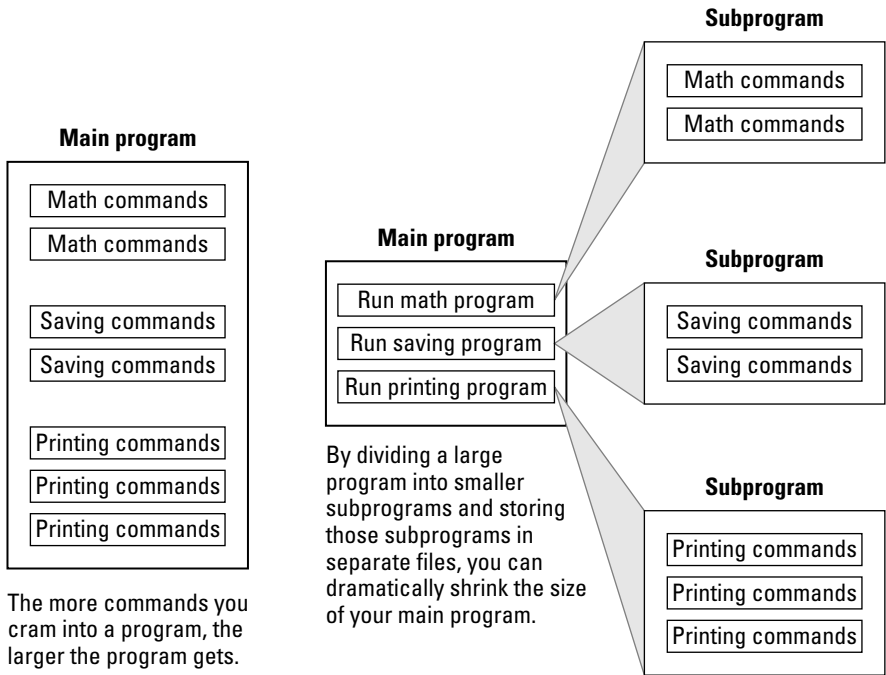 Main program
Math commands
Math commands
Saving commands
Saving commands
Printing commands
Printing commands
Printing commands
The more commands you
cram into a program, the
larger the program gets.
Main program
Run math program
Run saving program
Run printing program
By dividing a large
program into smaller
subprograms and storing
those subprograms in
separate files, you can
dramatically shrink the size
of your main program.
Subprogram
Math commands
Math commands
Subprogram
Saving commands
Saving commands
Subprogram
Printing commands
Printing commands
Printing commands